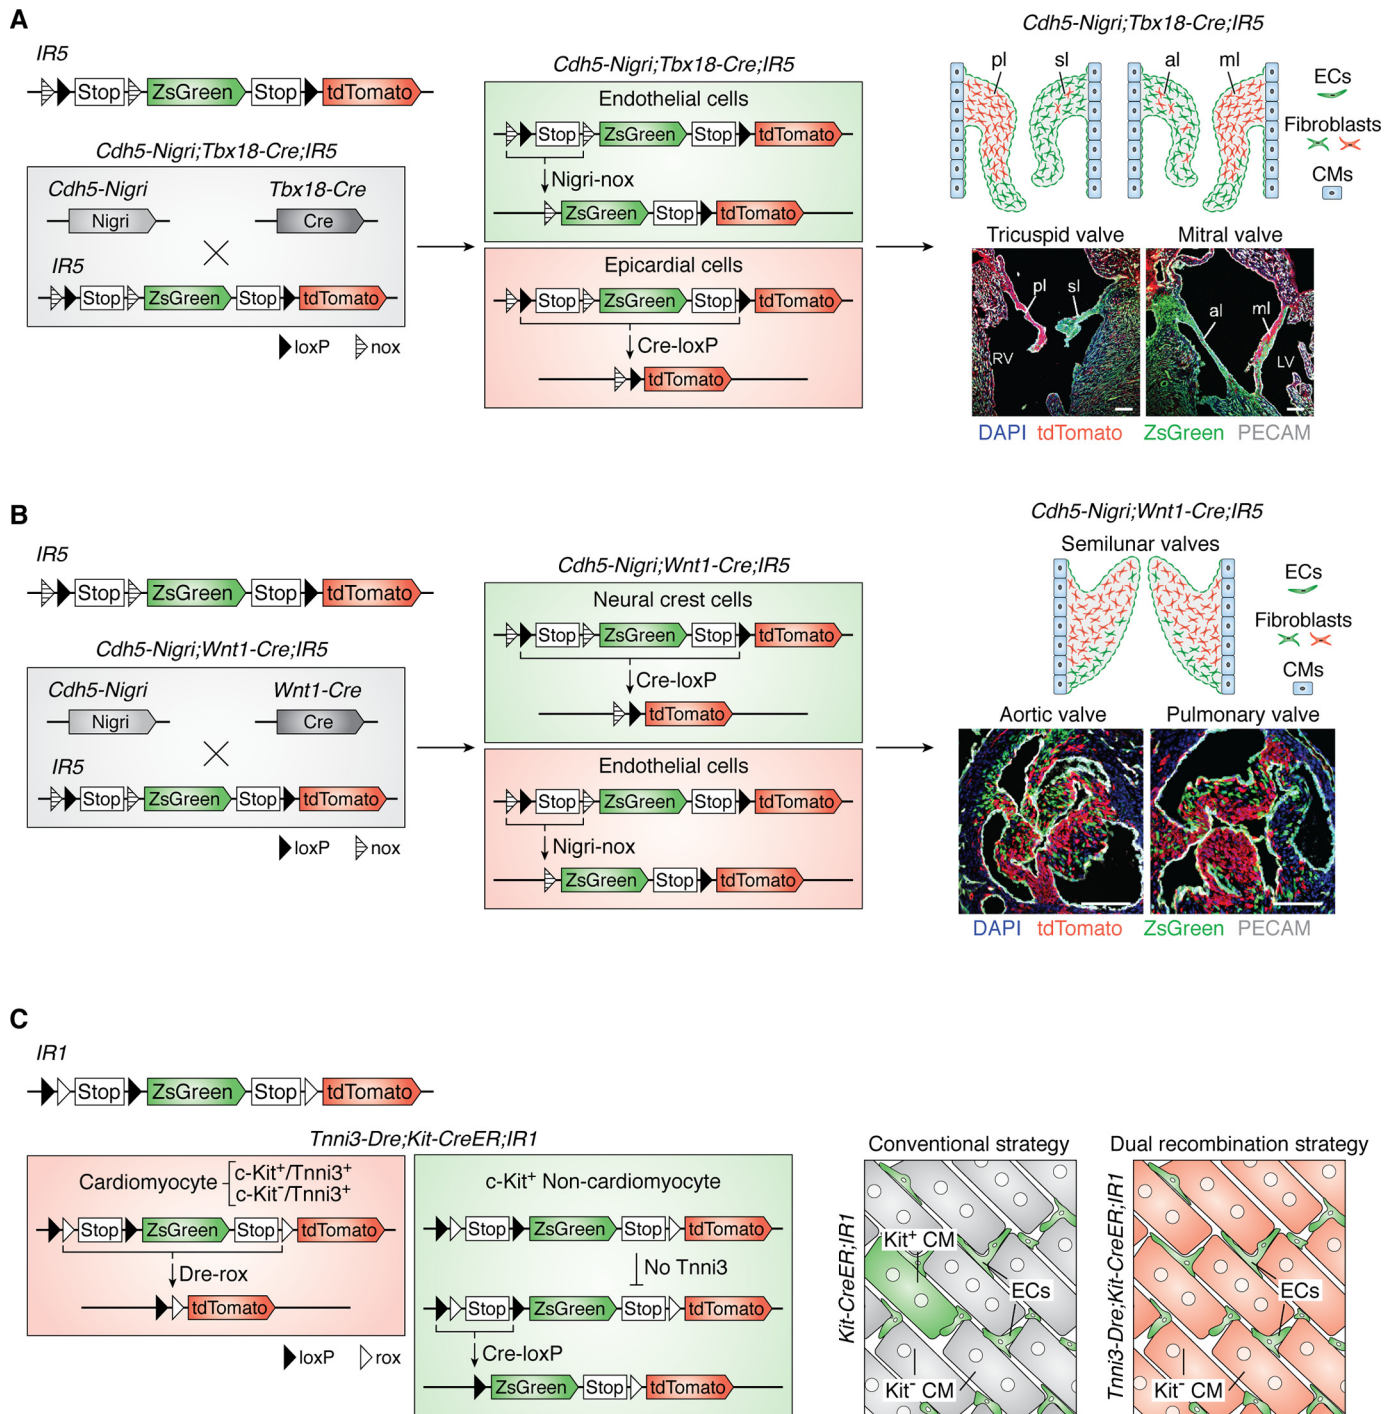 A
IR5
Stop ZsGreen Stop tdTomato
Cdh5-Nigri;Tbx18-Cre;IR5
Cdh5-Nigri Tbx18-Cre
Nigri Cre
IR5
Stop ZsGreen Stop tdTomato
loxP nox
Cdh5-Nigri;Tbx18-Cre;IR5
Endothelial cells
Stop ZsGreen Stop tdTomato
Nigri-nox
ZsGreen Stop tdTomato
Epicardial cells
Stop ZsGreen Stop tdTomato
Cre-loxP
tdTomato
Cdh5-Nigri;Tbx18-Cre;IR5
pl sl al ml
ECs
Fibroblasts
CMs
Tricuspid valve Mitral valve
pl sl al ml
RV LV
DAPI tdTomato ZsGreen PECAM
B
IR5
Stop ZsGreen Stop tdTomato
Cdh5-Nigri;Wnt1-Cre;IR5
Cdh5-Nigri Wnt1-Cre
Nigri Cre
IR5
Stop ZsGreen Stop tdTomato
loxP nox
Cdh5-Nigri;Wnt1-Cre;IR5
Neural crest cells
Stop ZsGreen Stop tdTomato
Cre-loxP
tdTomato
Endothelial cells
Stop ZsGreen Stop tdTomato
Nigri-nox
ZsGreen Stop tdTomato
Cdh5-Nigri;Wnt1-Cre;IR5
Semilunar valves
ECs
Fibroblasts
CMs
Aortic valve Pulmonary valve
DAPI tdTomato ZsGreen PECAM
C
IR1
Stop ZsGreen Stop tdTomato
Tnni3-Dre;Kit-CreER;IR1
Cardiomyocyte c-Kit⁺/Tnni3⁺
c-Kit⁻/Tnni3⁺
Stop ZsGreen Stop tdTomato
Dre-rox
tdTomato
loxP rox
c-Kit⁺ Non-cardiomyocyte
Stop ZsGreen Stop tdTomato
No Tnni3
Stop ZsGreen Stop tdTomato
Cre-loxP
ZsGreen Stop tdTomato
Conventional strategy
Kit-CreER;IR1
Kit⁺ CM
ECs
Kit⁻ CM
Dual recombination strategy
Tnni3-Dre;Kit-CreER;IR1
ECs
Kit⁻ CM